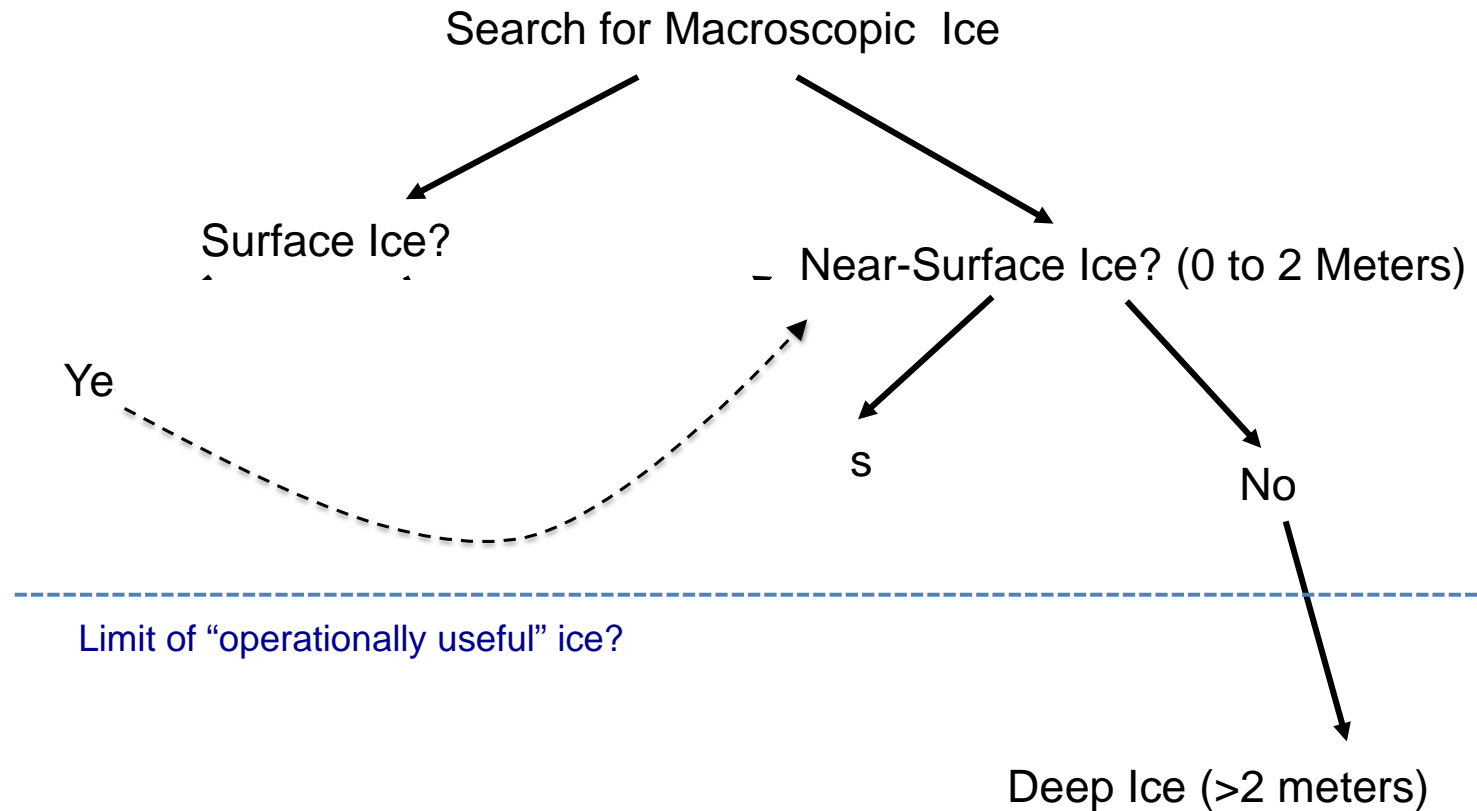 Search for Macroscopic Ice
Surface Ice?
Near-Surface Ice? (0 to 2 Meters)
Ye
s
No
Limit of “operationally useful” ice?
Deep Ice (>2 meters)